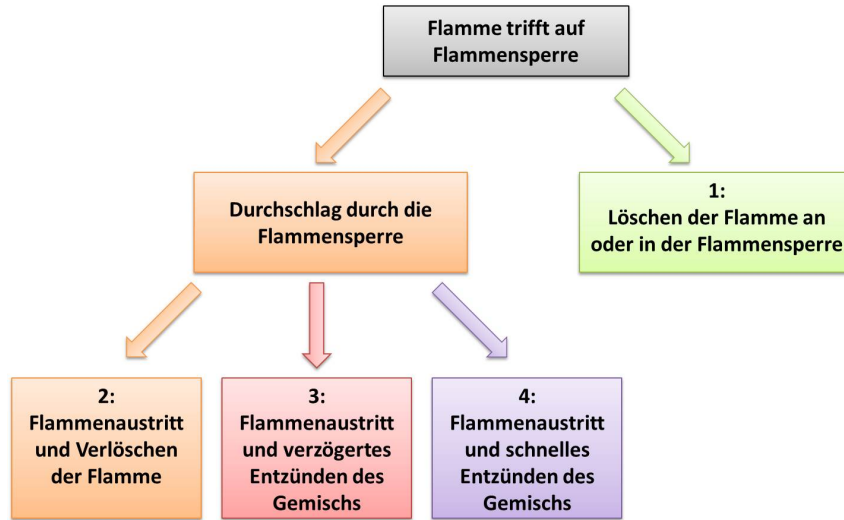 Flamme trifft auf
Flammensperre
Durchschlag durch die
Flammensperre
1:
Löschen der Flamme an
oder in der Flammensperre
2:
Flammenaustritt
und Verlöschen
der Flamme
3:
Flammenaustritt
und verzögertes
Entzünden des
Gemischs
4:
Flammenaustritt
und schnelles
Entzünden des
Gemischs